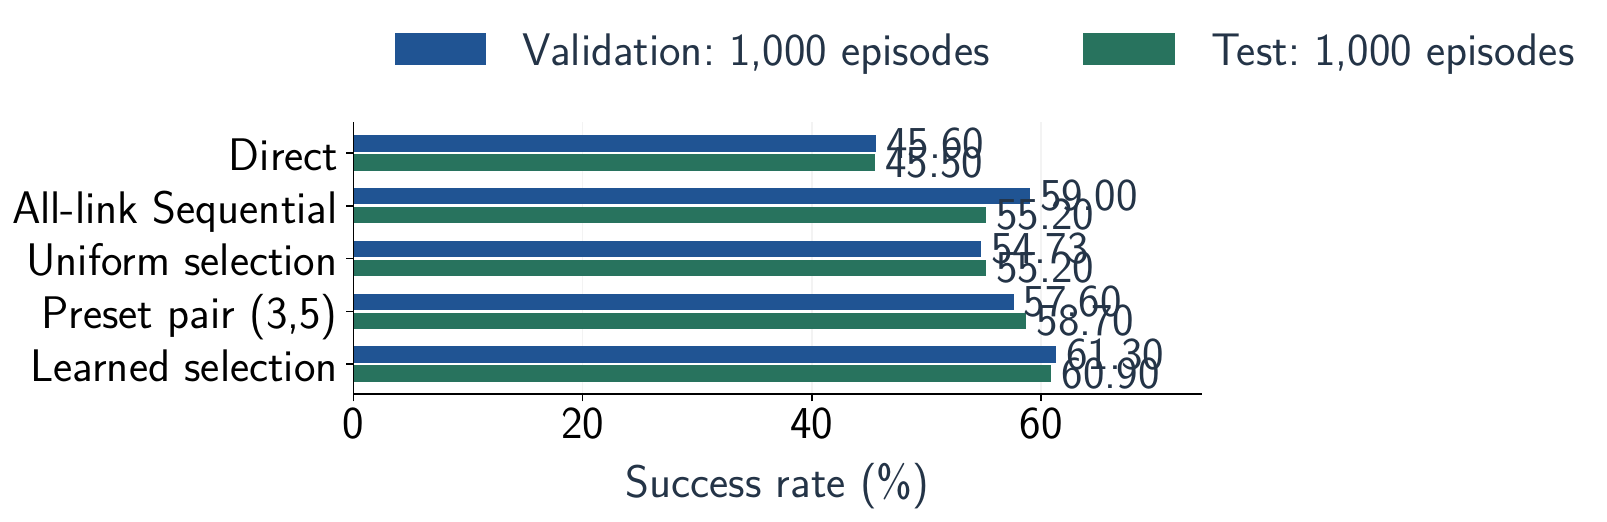 Validation: 1,000 episodes
Test: 1,000 episodes
Direct
45.60
45.50
All-link Sequential
59.00
55.20
Uniform selection
54.73
55.20
Preset pair (3,5)
57.60
58.70
Learned selection
61.30
60.90
0 20 40 60
Success rate (%)